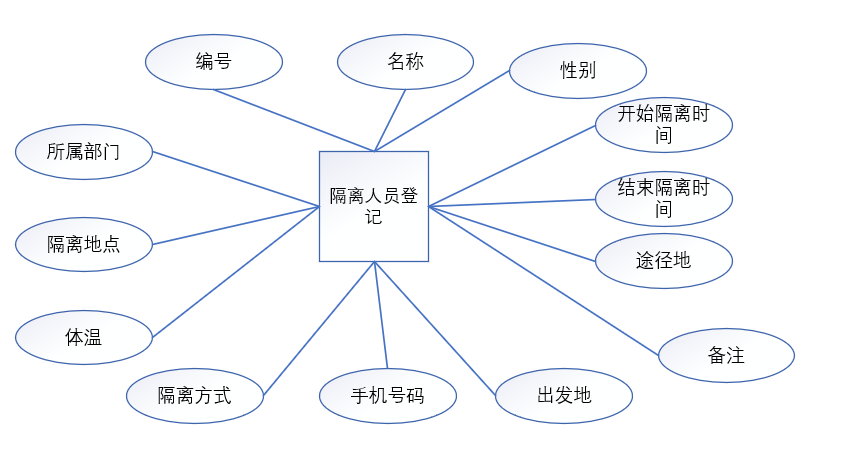 编号
名称
性别
开始隔离时
间
所属部门
结束隔离时
间
隔离人员登
记
隔离地点
途径地
体温
备注
隔离方式
手机号码
出发地